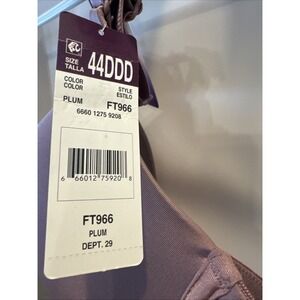 SIZE
TALLA
44DDD
COLOR
COLOR
STYLE
ESTILO
PLUM FT966
6660 1275 9208
6 66012 75920 8
FT966
PLUM
DEPT. 29